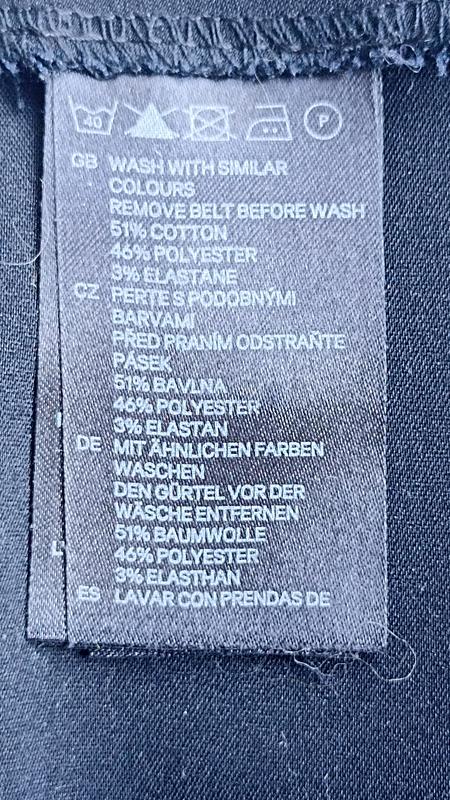 40 P
GB WASH WITH SIMILAR
COLOURS
REMOVE BELT BEFORE WASH
51% COTTON
46% POLYESTER
3% ELASTANE
CZ PERTE S PODOBNÝMI
BARVAMI
PŘED PRANÍM ODSTRAŇTE
PÁSEK
51% BAVLNA
46% POLYESTER
3% ELASTAN
DE MIT ÄHNLICHEN FARBEN
WASCHEN
DEN GÜRTEL VOR DER
WÄSCHE ENTFERNEN
51% BAUMWOLLE
46% POLYESTER
3% ELASTHAN
ES LAVAR CON PRENDAS DE